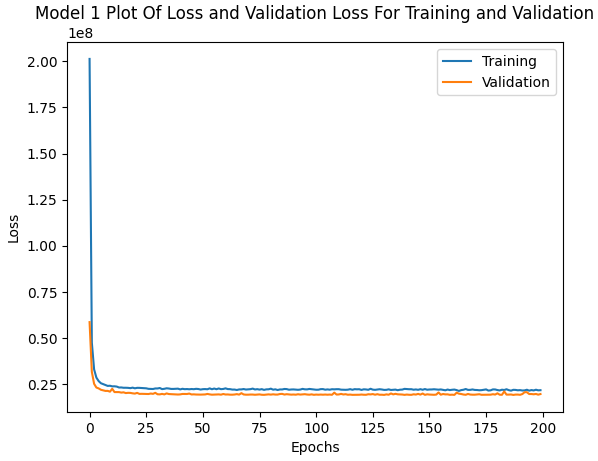 Model 1 Plot Of Loss and Validation Loss For Training and Validation
1e8
2.00
1.75
1.50
1.25
1.00
0.75
0.50
0.25
Loss
Training
Validation
0 25 50 75 100 125 150 175 200
Epochs